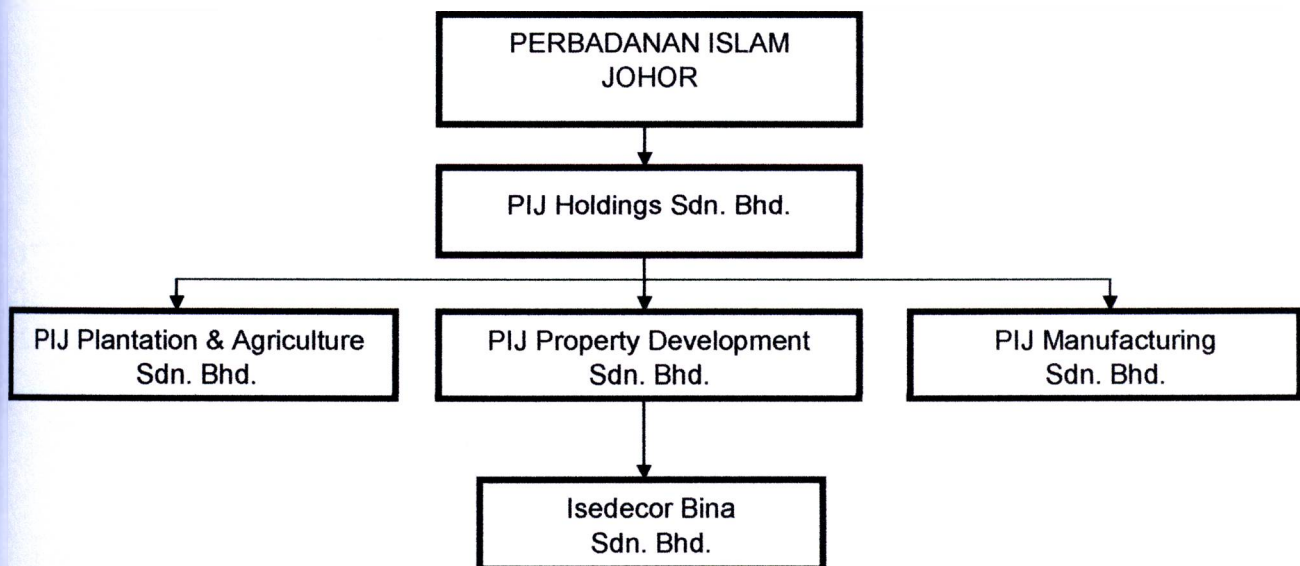 PERBADANAN ISLAM
JOHOR
PIJ Holdings Sdn. Bhd.
PIJ Plantation & Agriculture
Sdn. Bhd.
PIJ Property Development
Sdn. Bhd.
PIJ Manufacturing
Sdn. Bhd.
Isedecor Bina
Sdn. Bhd.